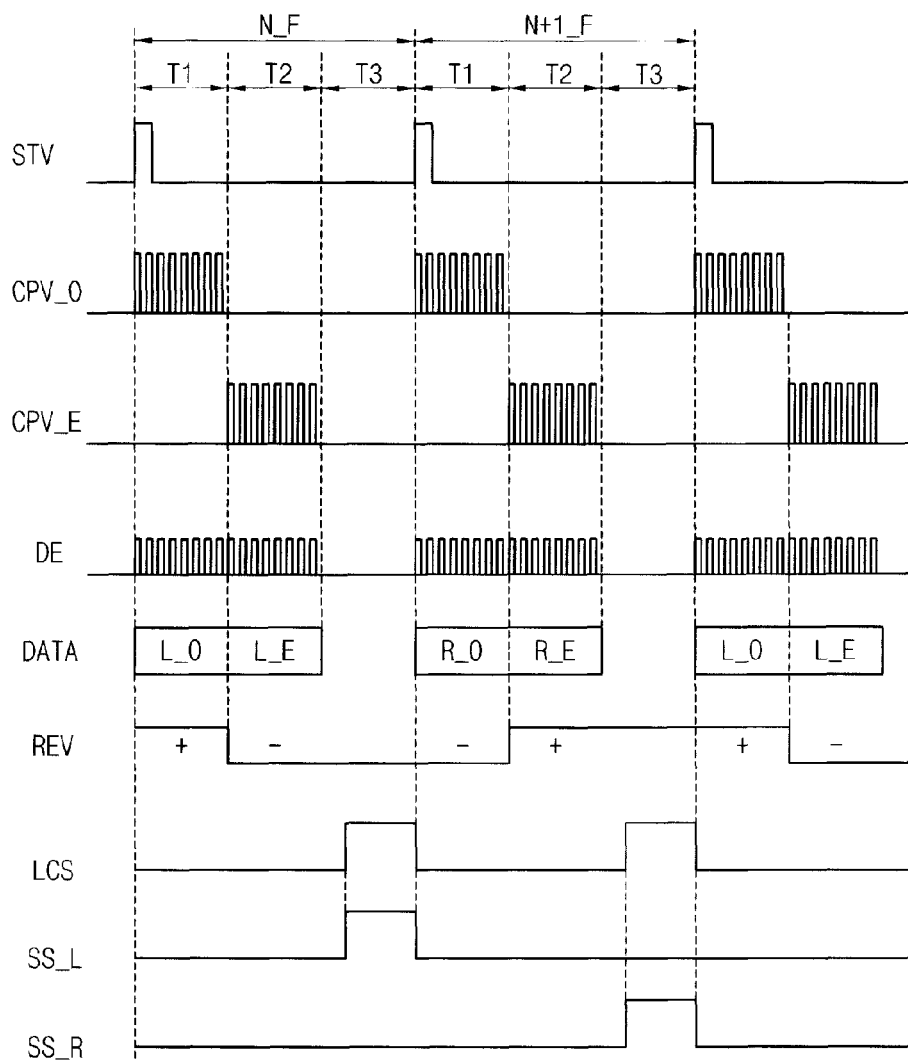 N_F N+1_F
T1 T2 T3 T1 T2 T3
STV
CPV_O
CPV_E
DE
DATA L_O L_E R_O R_E L_O L_E
REV + - - + + -
LCS
SS_L
SS_R